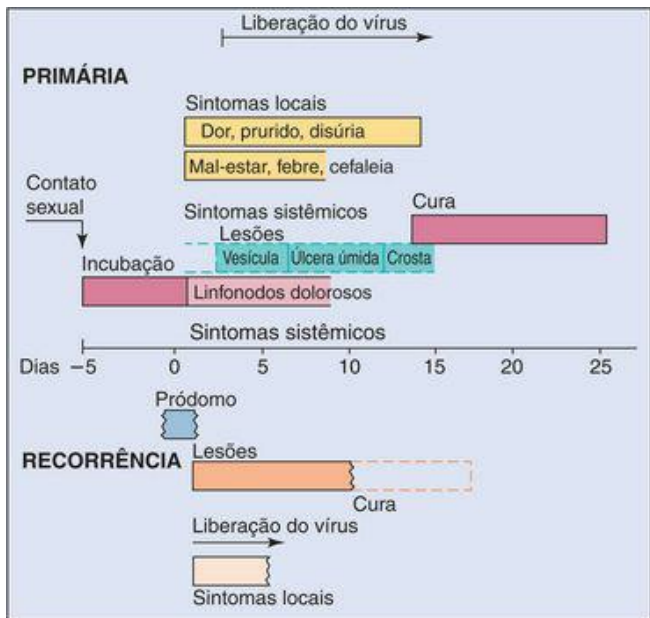 Liberação do vírus
PRIMÁRIA
Sintomas locais
Dor, prurido, disúria
Mal-estar, febre, cefaleia
Contato
sexual
Cura
Sintomas sistêmicos
Lesões
Vesícula
Úlcera úmida
Crosta
Incubação
Linfonodos dolorosos
Sintomas sistêmicos
Dias −5 0 5 10 15 20 25
Pródomo
RECORRÊNCIA
Lesões
Cura
Liberação do vírus
Sintomas locais